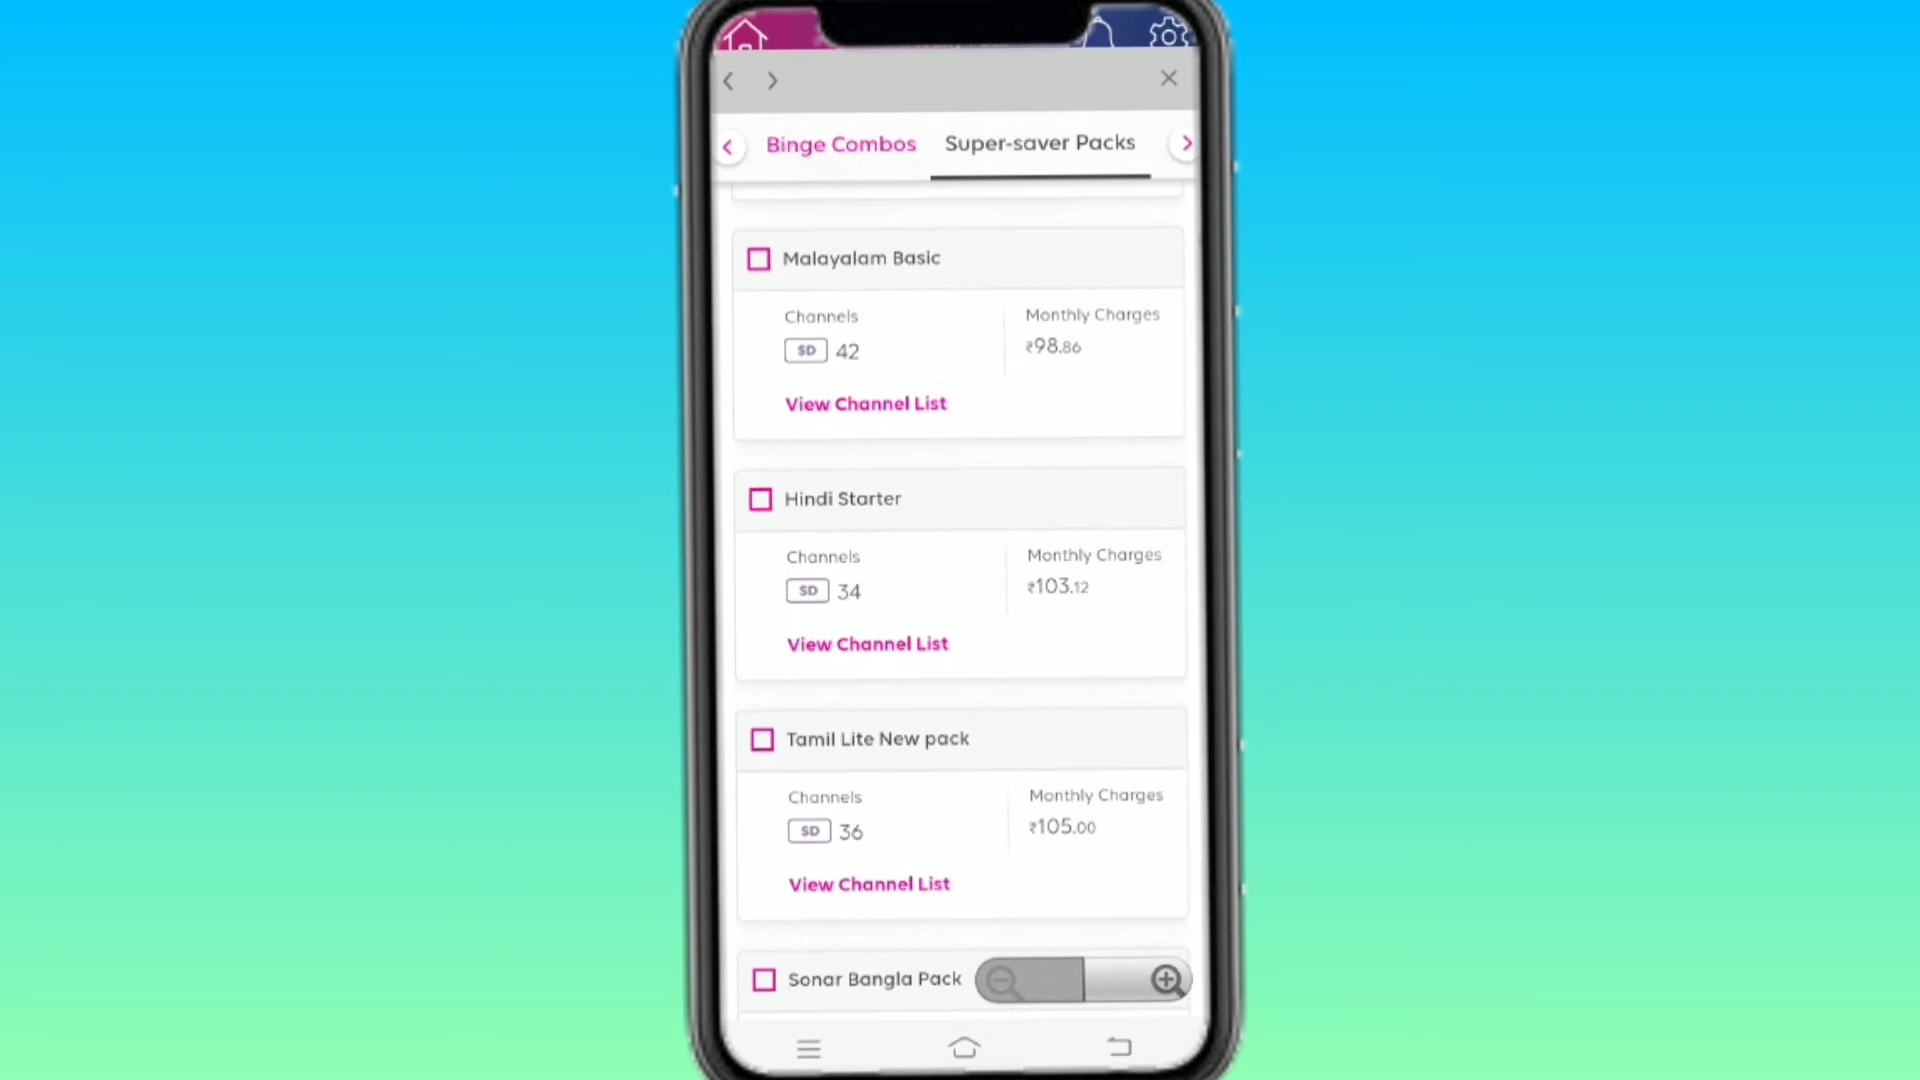 Binge Combos Super-saver Packs
Malayalam Basic
Channels Monthly Charges
SD 42 ₹98.86
View Channel List
Hindi Starter
Channels Monthly Charges
SD 34 ₹103.12
View Channel List
Tamil Lite New pack
Channels Monthly Charges
SD 36 ₹105.00
View Channel List
Sonar Bangla Pack